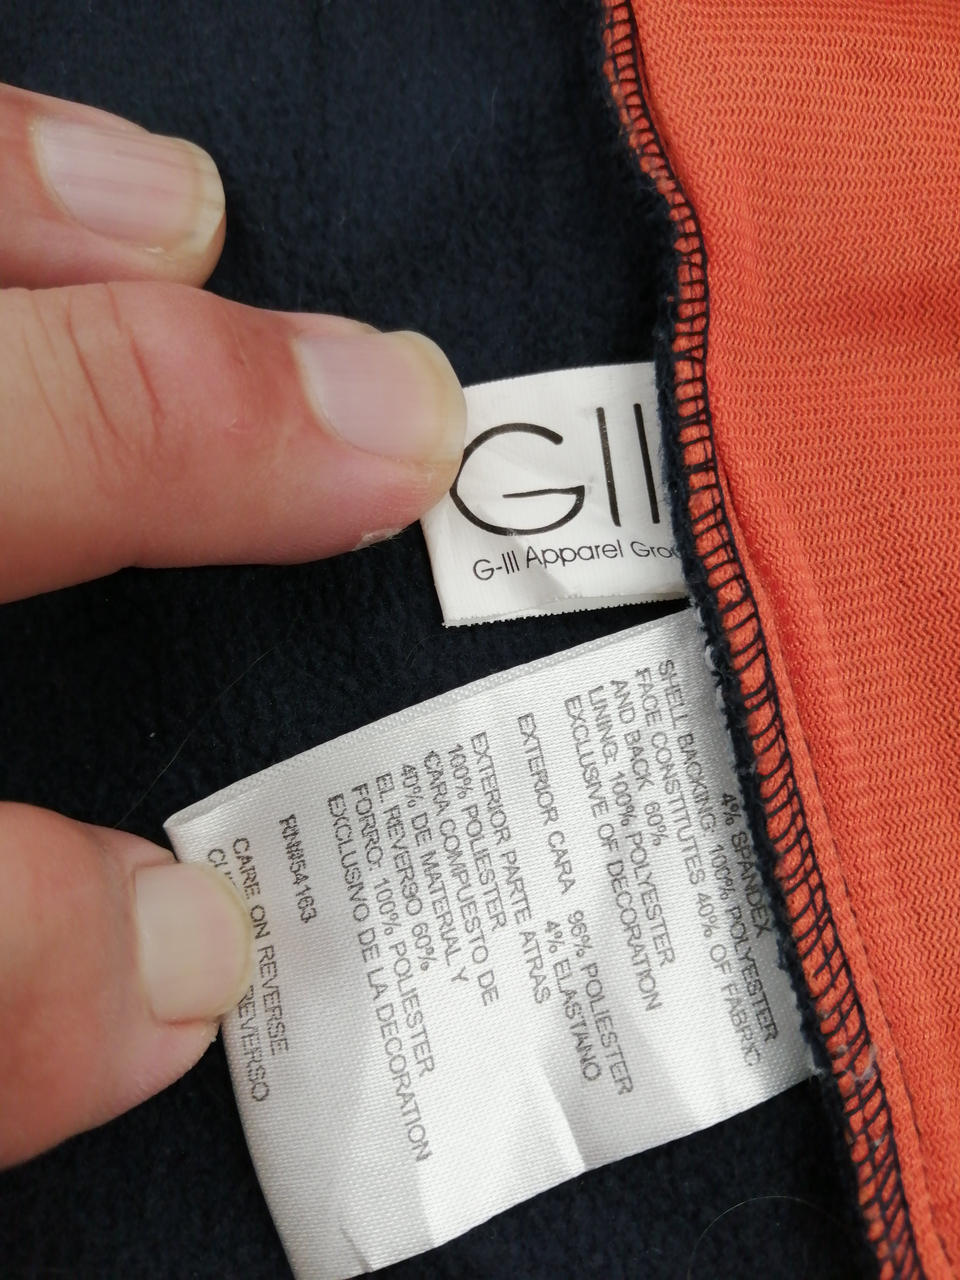 GIII
G-III Apparel Gro
4% SPANDEX
SHELL BACKING: 100% POLYESTER
FACE CONSTITUTES 40% OF FABRIC
AND BACK 60%
LINING: 100% POLYESTER
EXCLUSIVE OF DECORATION
EXTERIOR CARA 96% POLIESTER
4% ELASTANO
EXTERIOR PARTE ATRAS
100% POLIESTER
CARA COMPUESTO DE
40% DE MATERIAL Y
EL REVERSO 60%
FORRO: 100% POLIESTER
EXCLUSIVO DE LA DECORATION
RN#54163
CARE ON REVERSE
REVERSO